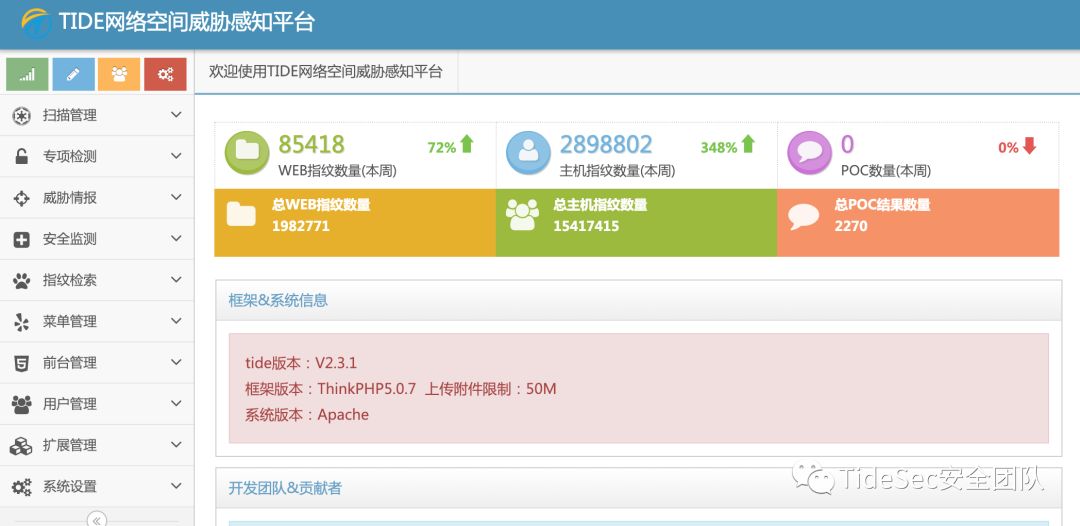 TIDE网络空间威胁感知平台
欢迎使用TIDE网络空间威胁感知平台
扫描管理
专项检测
威胁情报
安全监测
指纹检索
菜单管理
前台管理
用户管理
扩展管理
系统设置
85418
72%
WEB指纹数量(本周)
2898802
348%
主机指纹数量(本周)
0
0%
POC数量(本周)
总WEB指纹数量
1982771
总主机指纹数量
15417415
总POC结果数量
2270
框架&系统信息
tide版本：V2.3.1
框架版本：ThinkPHP5.0.7 上传附件限制：50M
系统版本：Apache
开发团队&贡献者
TideSec安全团队